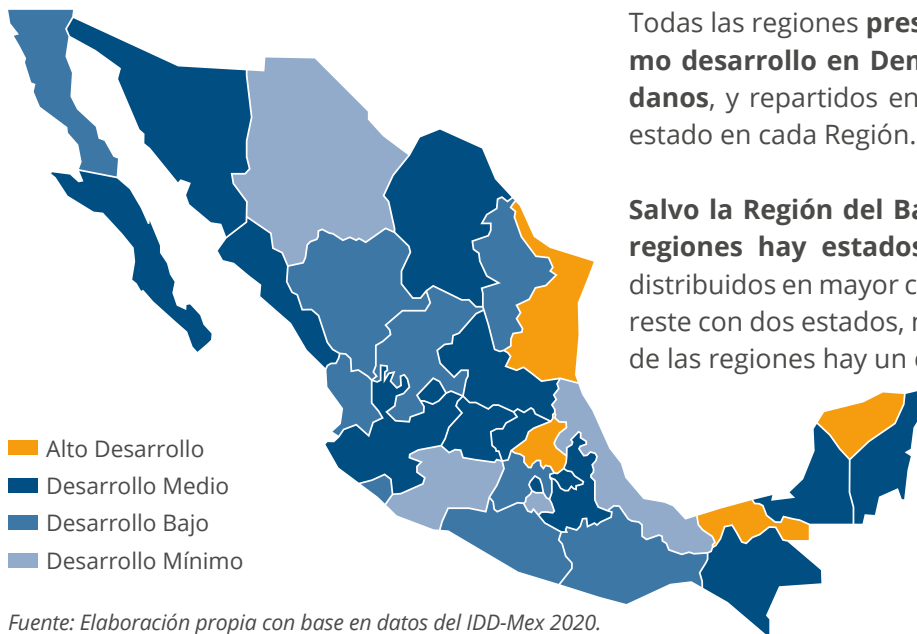 Todas las regiones
mo desarrollo en
danos, y repartidos en
estado en cada Región.
Salvo la Región del
regiones hay estados
distribuidos en mayor
reste con dos estados,
de las regiones hay un
Alto Desarrollo
Desarrollo Medio
Desarrollo Bajo
Desarrollo Mínimo
Fuente: Elaboración propia con base en datos del IDD-Mex 2020.